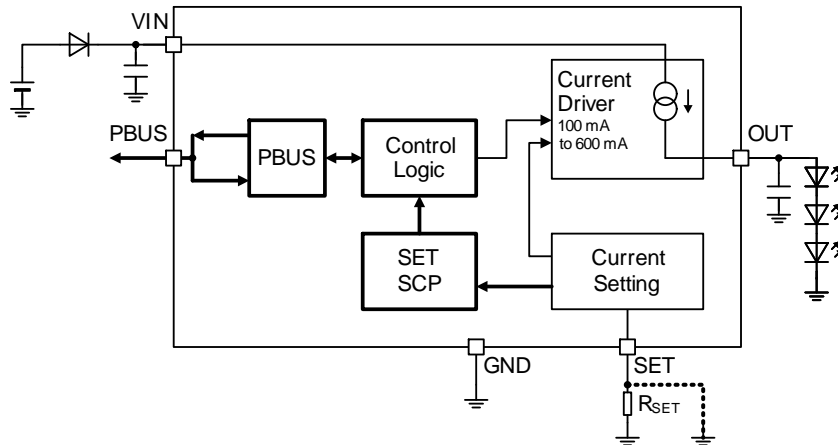 VIN
Current
Driver
100 mA
to 600 mA
PBUS
PBUS
Control
Logic
OUT
SET
SCP
Current
Setting
GND
SET
RSET